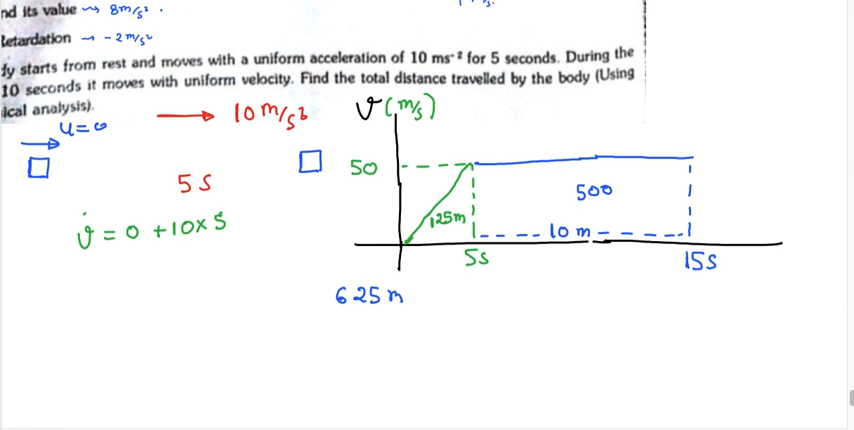 nd its value → 8m/s² .
Retardation → - 2 m/s²
dy starts from rest and moves with a uniform acceleration of 10 ms⁻² for 5 seconds. During the
10 seconds it moves with uniform velocity. Find the total distance travelled by the body (Using
ical analysis).
u=0
→ 10 m/s²
5 s
v = 0 + 10 × 5
v (m/s)
50
125m
500
10 m
5s
15s
625 m